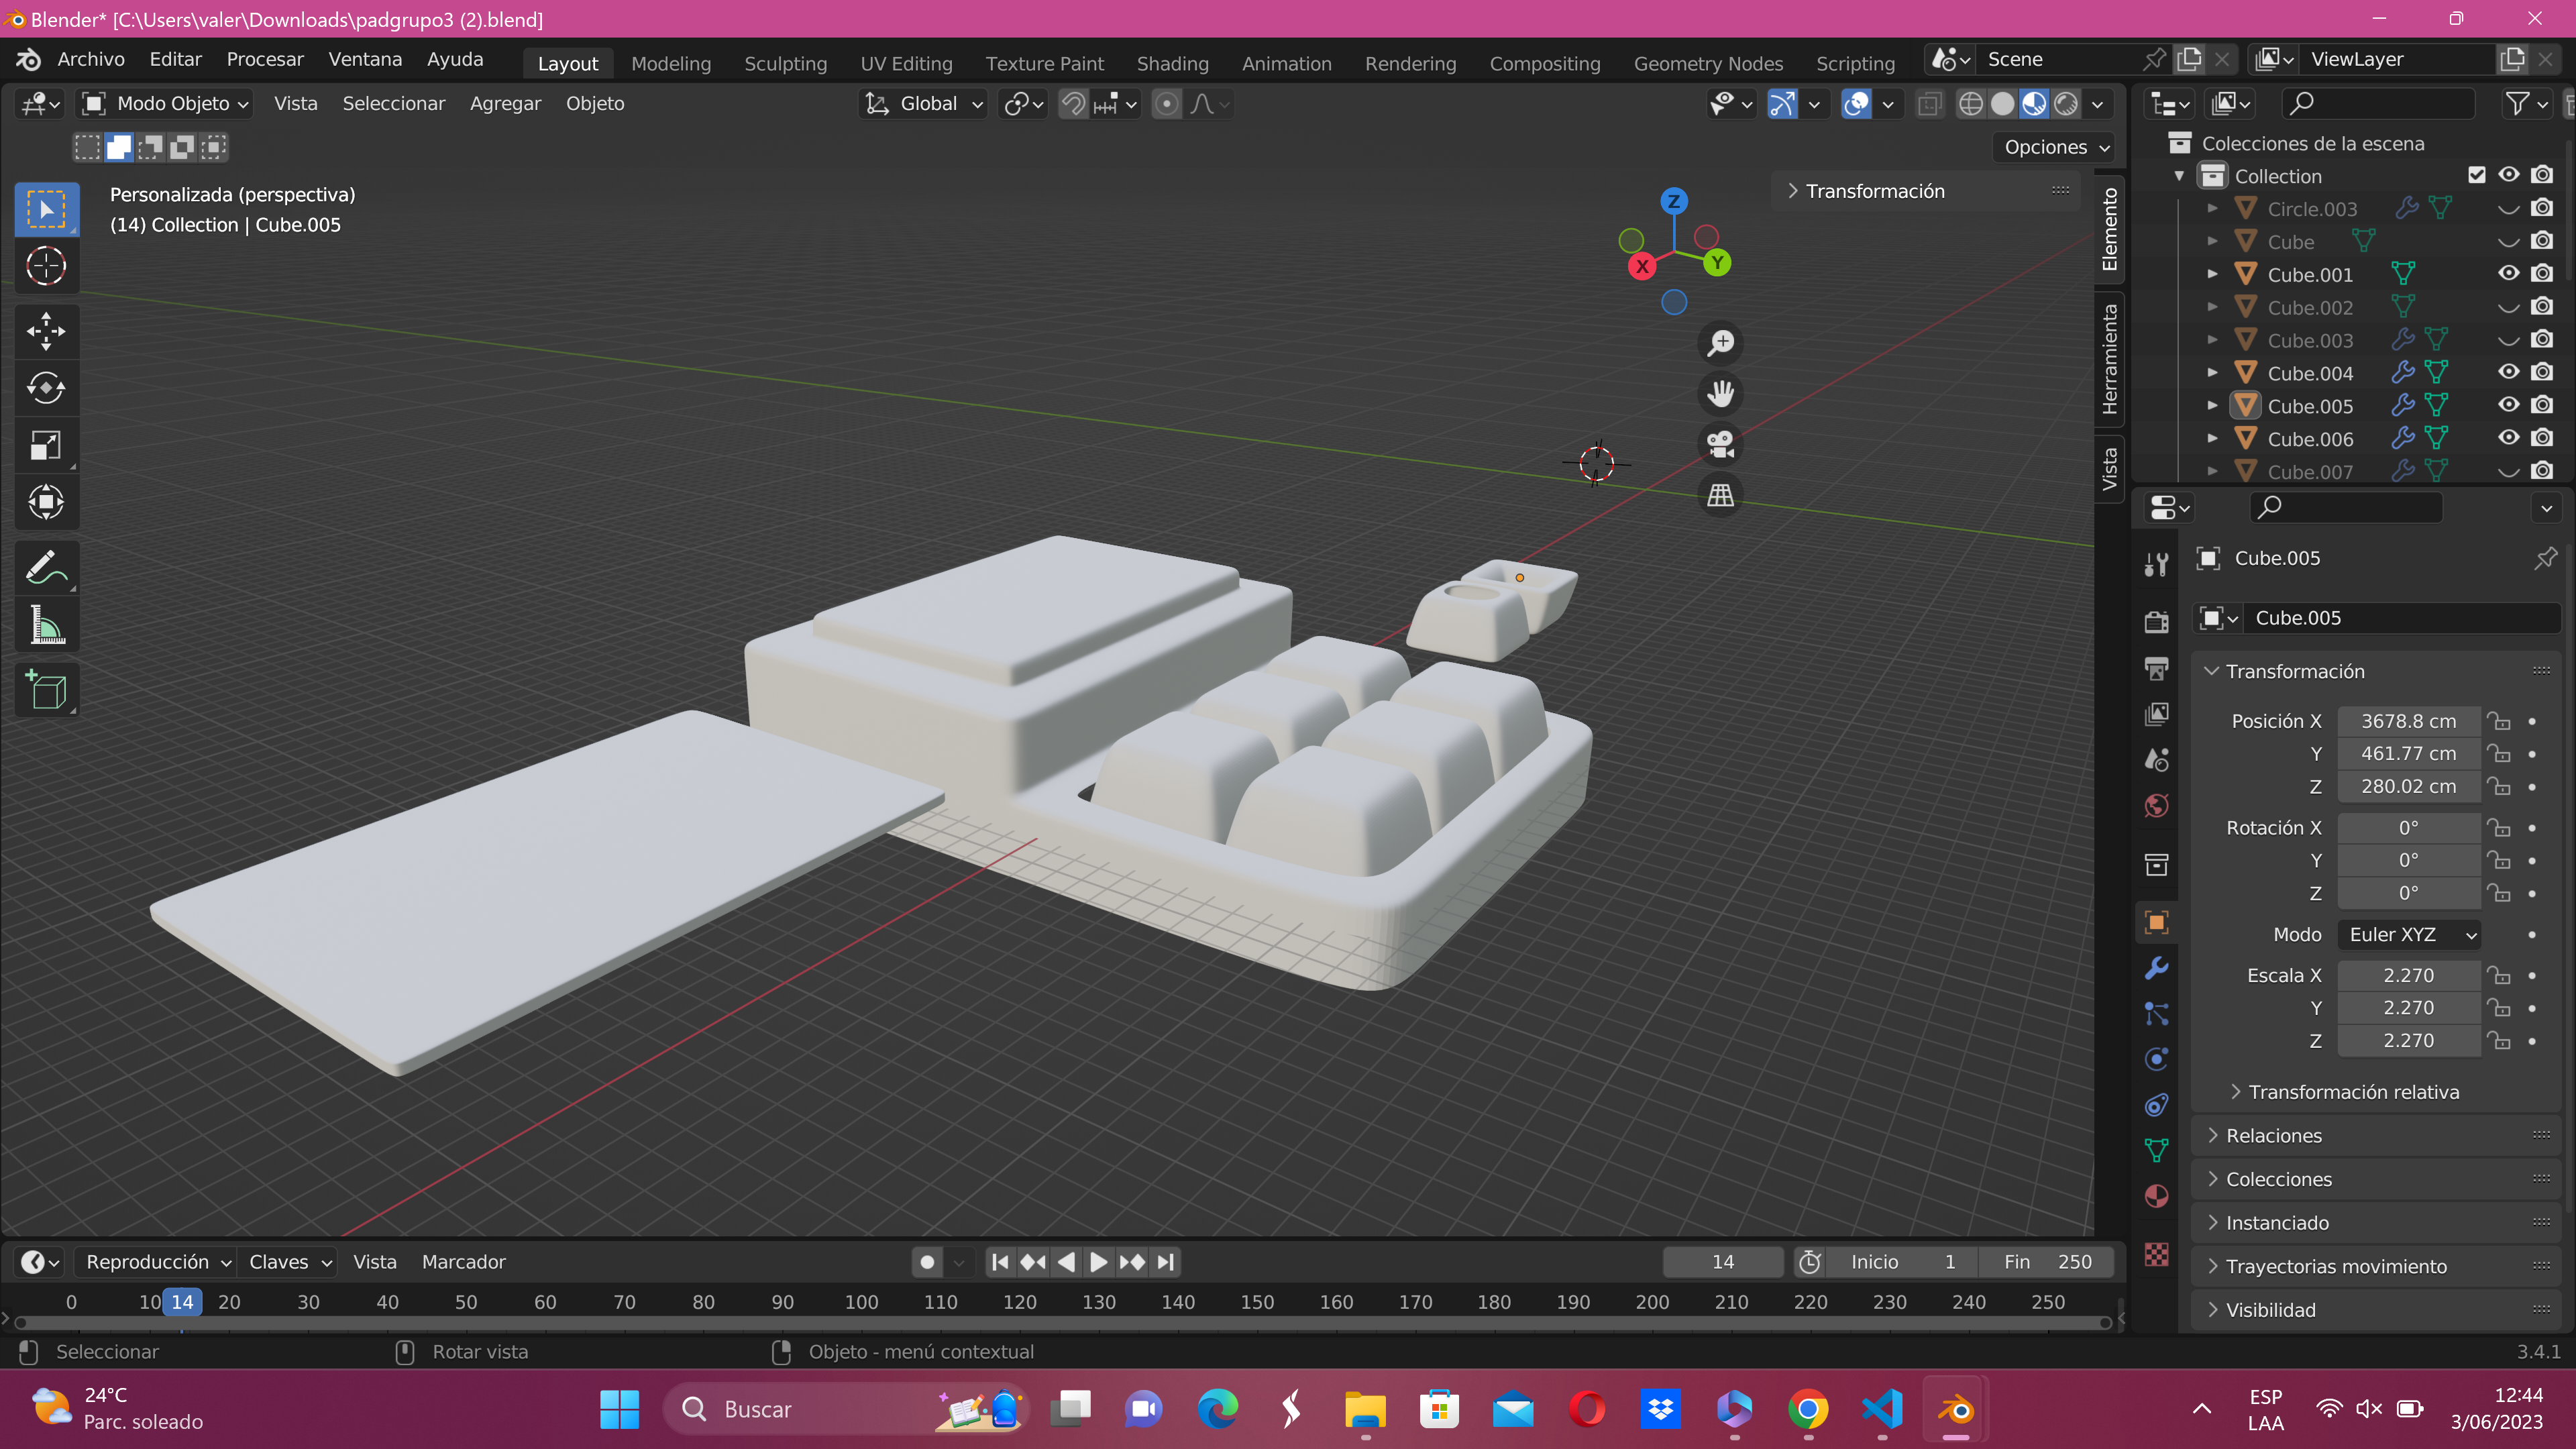 Blender* [C:\Users\valer\Downloads\padgrupo3 (2).blend]
Archivo Editar Procesar Ventana Ayuda Layout Modeling Sculpting UV Editing Texture Paint Shading Animation Rendering Compositing Geometry Nodes Scripting Scene ViewLayer
Modo Objeto Vista Seleccionar Agregar Objeto Global
Opciones
Personalizada (perspectiva)
(14) Collection | Cube.005
Transformación
Z
Y
X
Elemento
Herramienta
Vista
Colecciones de la escena
Collection
Circle.003
Cube
Cube.001
Cube.002
Cube.003
Cube.004
Cube.005
Cube.006
Cube.007
Cube.005
Cube.005
Transformación
Posición X 3678.8 cm
Y 461.77 cm
Z 280.02 cm
Rotación X 0°
Y 0°
Z 0°
Modo Euler XYZ
Escala X 2.270
Y 2.270
Z 2.270
Transformación relativa
Relaciones
Colecciones
Instanciado
Trayectorias movimiento
Visibilidad
Reproducción Claves Vista Marcador 14 Inicio 1 Fin 250
0 10 14 20 30 40 50 60 70 80 90 100 110 120 130 140 150 160 170 180 190 200 210 220 230 240 250
Seleccionar Rotar vista Objeto - menú contextual 3.4.1
24°C
Parc. soleado
Buscar
ESP
LAA
12:44
3/06/2023